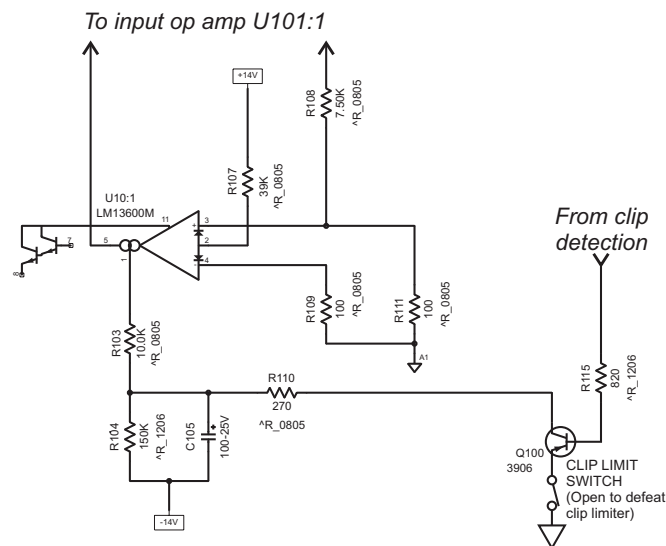 To input op amp U101:1
+14V
R108
7.50K
^R_0805
R107
39K
^R_0805
U10:1
LM13600M
11
3
+
2
-
4
5
1
7
8
From clip
detection
R109
100
^R_0805
R111
100
^R_0805
A1
R103
10.0K
^R_0805
R110
270
^R_0805
R115
820
^R_1206
R104
150K
^R_1206
C105
+
100-25V
-14V
Q100
3906
CLIP LIMIT
SWITCH
(Open to defeat
clip limiter)